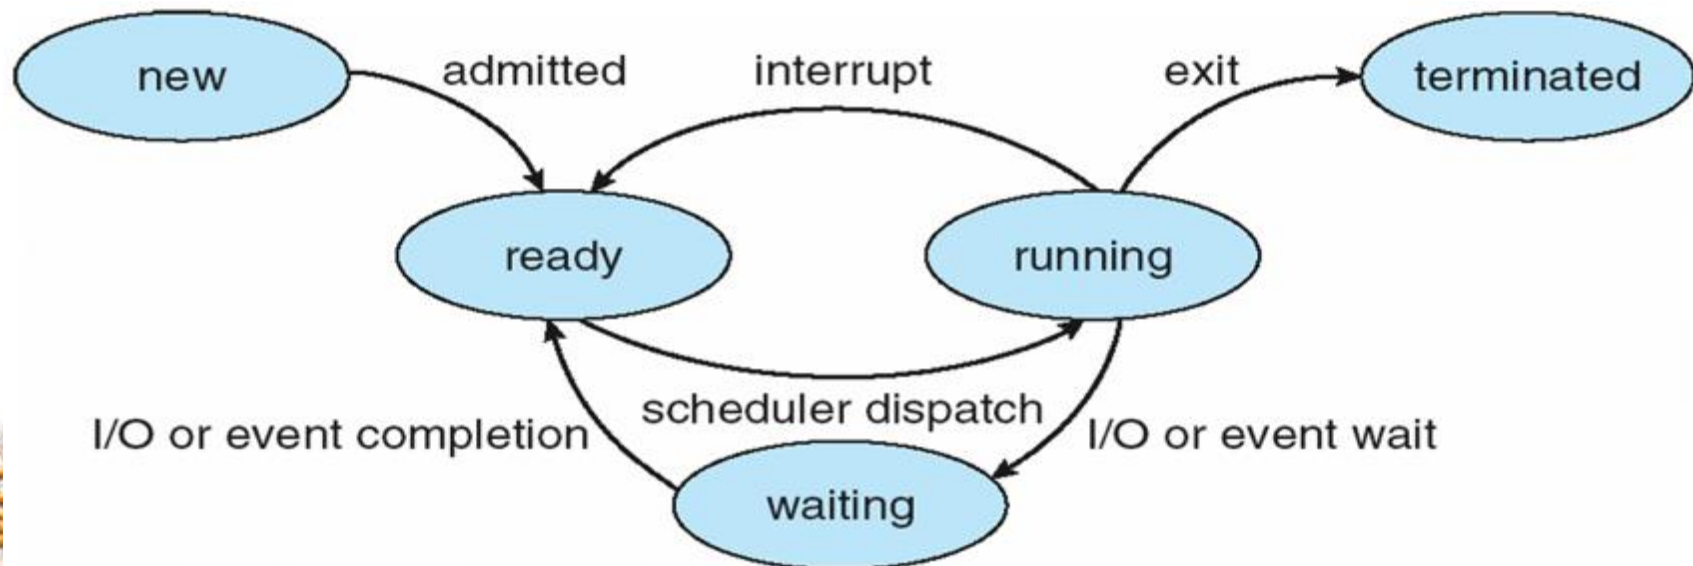 new
admitted
interrupt
exit
terminated
ready
running
scheduler dispatch
I/O or event completion
I/O or event wait
waiting